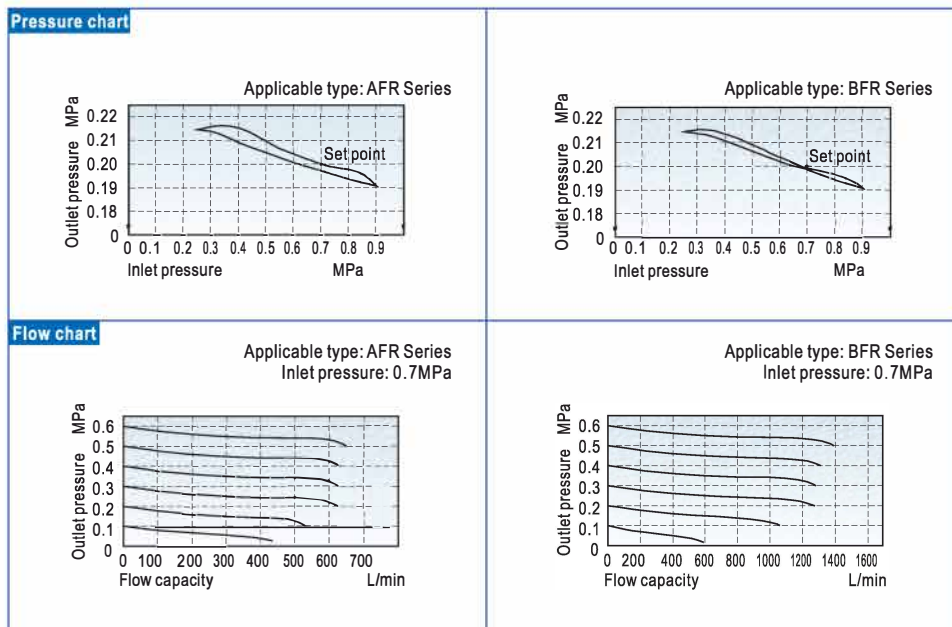 Pressure chart
Applicable type: AFR Series
Outlet pressure MPa
0.22
0.21
0.20
0.19
0.18
0
Set point
0 0.1 0.2 0.3 0.4 0.5 0.6 0.7 0.8 0.9
Inlet pressure MPa
Applicable type: BFR Series
Outlet pressure MPa
0.22
0.21
0.20
0.19
0.18
0
Set point
0 0.1 0.2 0.3 0.4 0.5 0.6 0.7 0.8 0.9
Inlet pressure MPa
Flow chart
Applicable type: AFR Series
Inlet pressure: 0.7MPa
Outlet pressure MPa
0.6
0.5
0.4
0.3
0.2
0.1
0
0 100 200 300 400 500 600 700
Flow capacity L/min
Applicable type: BFR Series
Inlet pressure: 0.7MPa
Outlet pressure MPa
0.6
0.5
0.4
0.3
0.2
0.1
0
0 200 400 600 800 1000 1200 1400 1600
Flow capacity L/min